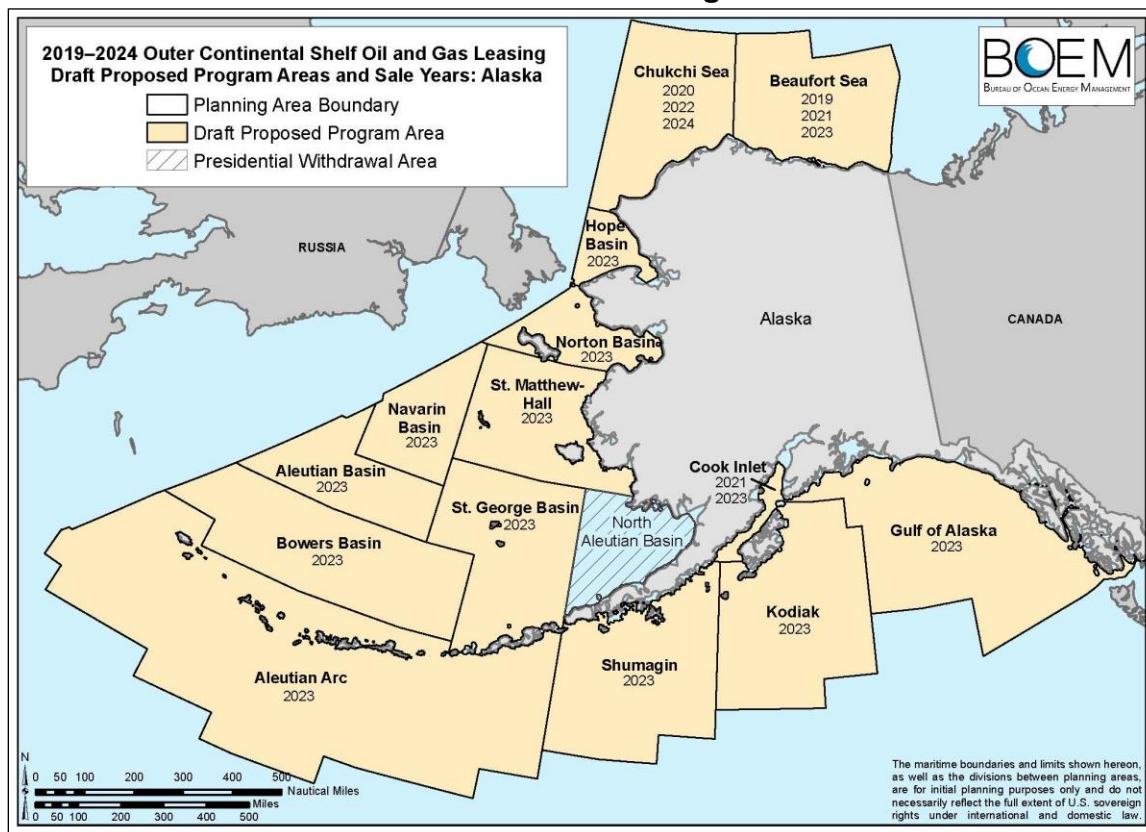 2019–2024 Outer Continental Shelf Oil and Gas Leasing
Draft Proposed Program Areas and Sale Years: Alaska
Planning Area Boundary
Draft Proposed Program Area
Presidential Withdrawal Area
BOEM
BUREAU OF OCEAN ENERGY MANAGEMENT
Chukchi Sea
2020
2022
2024
Beaufort Sea
2019
2021
2023
RUSSIA
Hope
Basin
2023
Alaska
CANADA
Norton Basin
2023
St. Matthew-
Hall
2023
Navarin
Basin
2023
Aleutian Basin
2023
Cook Inlet
2021
2023
St. George Basin
2023
North
Aleutian Basin
Gulf of Alaska
2023
Bowers Basin
2023
Kodiak
2023
Shumagin
2023
Aleutian Arc
2023
N
0 50 100 200 300 400 500
Nautical Miles
Miles
0 50 100 200 300 400 500
The maritime boundaries and limits shown hereon,
as well as the divisions between planning areas,
are for initial planning purposes only and do not
necessarily reflect the full extent of U.S. sovereign
rights under international and domestic law.